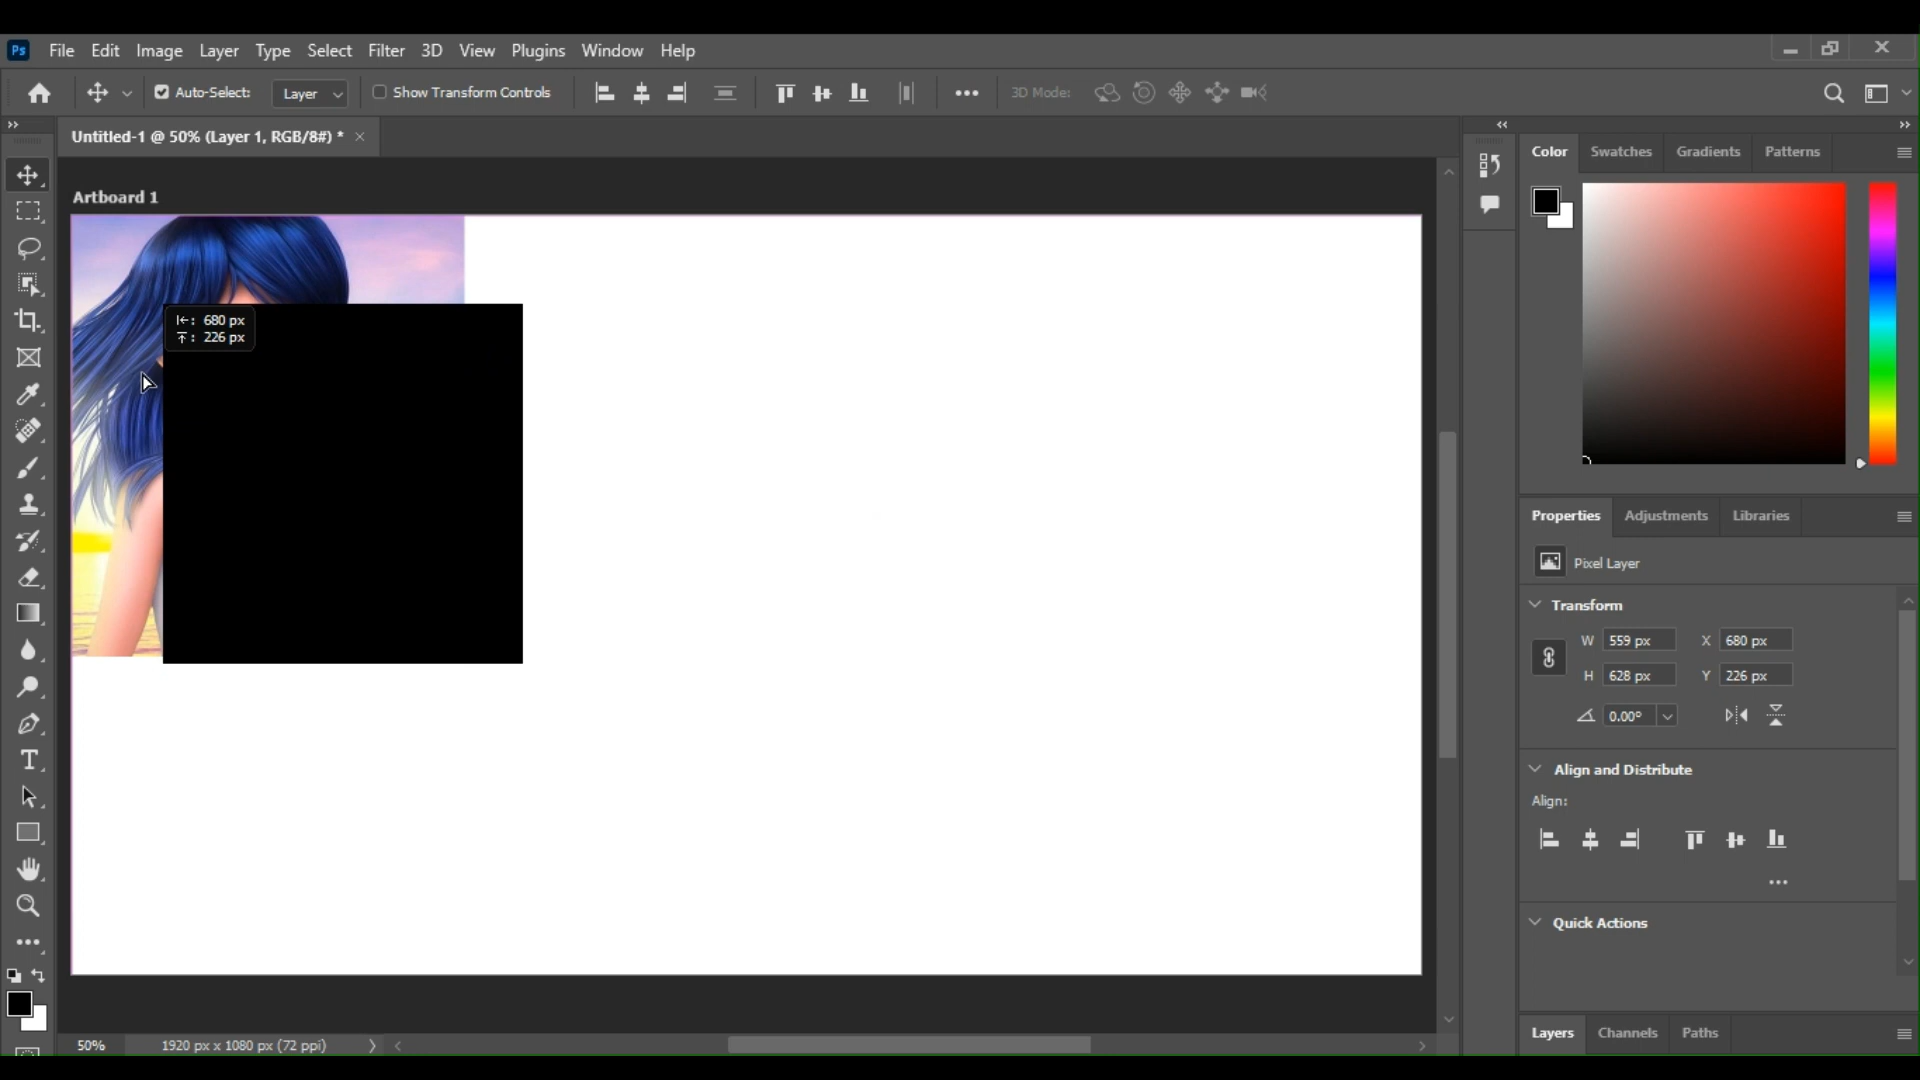 Ps File Edit Image Layer Type Select Filter 3D View Plugins Window Help
Auto-Select: Layer Show Transform Controls 3D Mode:
Untitled-1 @ 50% (Layer 1, RGB/8#) *
Color Swatches Gradients Patterns
Artboard 1
: 680 px
: 226 px
Properties Adjustments Libraries
Pixel Layer
Transform
W 559 px X 680 px
H 628 px Y 226 px
0.00°
Align and Distribute
Align:
Quick Actions
Layers Channels Paths
50% 1920 px x 1080 px (72 ppi)